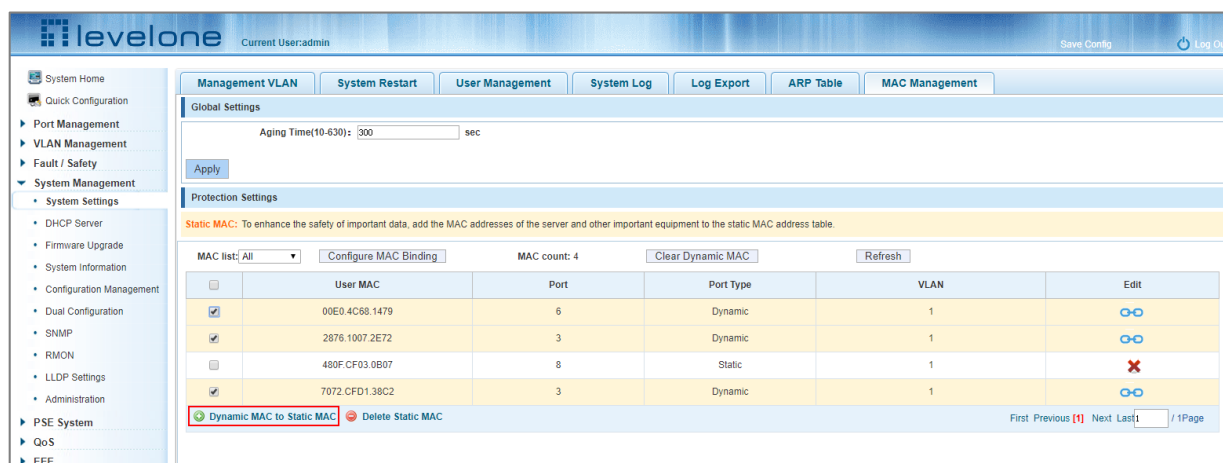 levelone Current User:admin Save Config Log Ou
System Home
Quick Configuration
Port Management
VLAN Management
Fault / Safety
System Management
System Settings
DHCP Server
Firmware Upgrade
System Information
Configuration Management
Dual Configuration
SNMP
RMON
LLDP Settings
Administration
PSE System
QoS
EEE
Management VLAN System Restart User Management System Log Log Export ARP Table MAC Management
Global Settings
Aging Time(10-630): 300 sec
Apply
Protection Settings
Static MAC: To enhance the safety of important data, add the MAC addresses of the server and other important equipment to the static MAC address table.
MAC list: All Configure MAC Binding MAC count: 4 Clear Dynamic MAC Refresh
User MAC Port Port Type VLAN Edit
00E0.4C68.1479 6 Dynamic 1
2876.1007.2E72 3 Dynamic 1
480F.CF03.0B07 8 Static 1
7072.CFD1.38C2 3 Dynamic 1
Dynamic MAC to Static MAC Delete Static MAC First Previous [1] Next Last 1 / 1Page